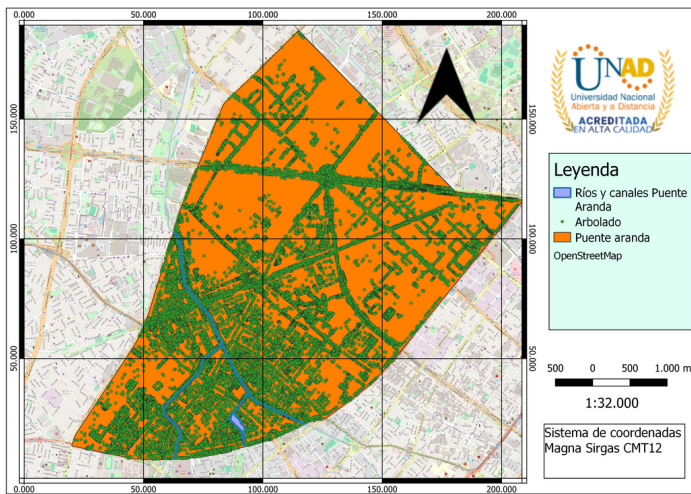 0.000 50.000 100.000 150.000 200.000
150.000
100.000
50.000
150.000
100.000
50.000
0.000 50.000 100.000 150.000 200.000
UNAD
Universidad Nacional
Abierta y a Distancia
ACREDITADA
EN ALTA CALIDAD
Leyenda
Ríos y canales Puente
Aranda
Arbolado
Puente aranda
OpenStreetMap
500 0 500 1.000 m
1:32.000
Sistema de coordenadas
Magna Sirgas CMT12